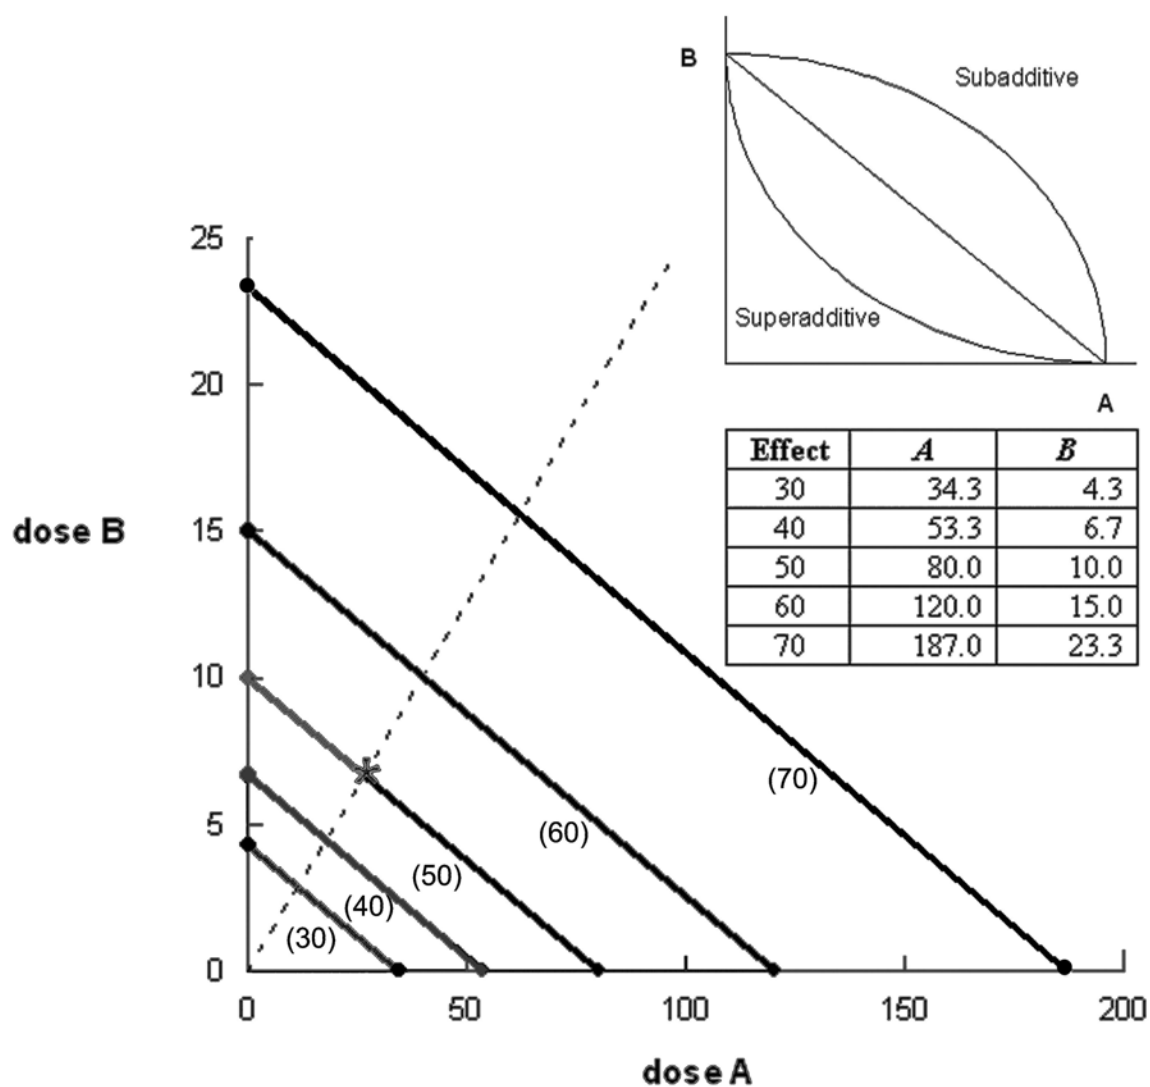 B
Subadditive
Superadditive
A
25
20
15
10
5
0
dose B
(70)
(60)
(50)
(40)
(30)
Effect A B
30 34.3 4.3
40 53.3 6.7
50 80.0 10.0
60 120.0 15.0
70 187.0 23.3
0 50 100 150 200
dose A